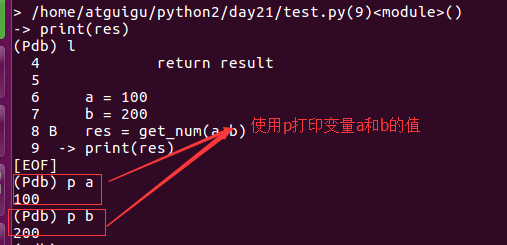 > /home/atguigu/python2/day21/test.py(9)<module>()
-> print(res)
(Pdb) l
  4             return result
  5
  6     a = 100
  7     b = 200
  8 B   res = get_num(a,b) 使用p打印变量a和b的值
  9  -> print(res)
[EOF]
(Pdb) p a
100
(Pdb) p b
200